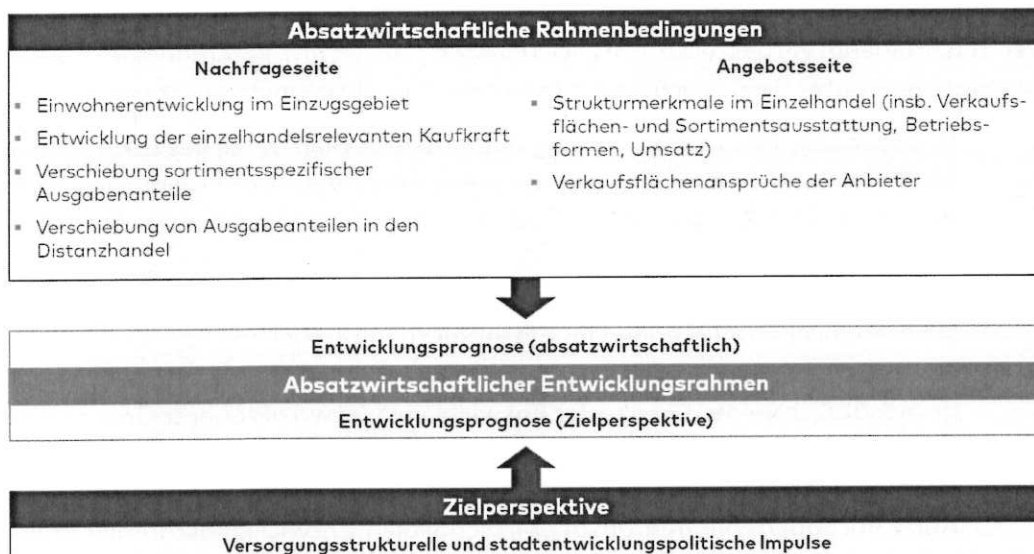 Absatzwirtschaftliche Rahmenbedingungen
Nachfrageseite
▪ Einwohnerentwicklung im Einzugsgebiet
▪ Entwicklung der einzelhandelsrelevanten Kaufkraft
▪ Verschiebung sortimentsspezifischer
Ausgabenanteile
▪ Verschiebung von Ausgabeanteilen in den
Distanzhandel
Angebotsseite
▪ Strukturmerkmale im Einzelhandel (insb. Verkaufs-
flächen- und Sortimentsausstattung, Betriebs-
formen, Umsatz)
▪ Verkaufsflächenansprüche der Anbieter
Entwicklungsprognose (absatzwirtschaftlich)
Absatzwirtschaftlicher Entwicklungsrahmen
Entwicklungsprognose (Zielperspektive)
Zielperspektive
Versorgungsstrukturelle und stadtentwicklungspolitische Impulse